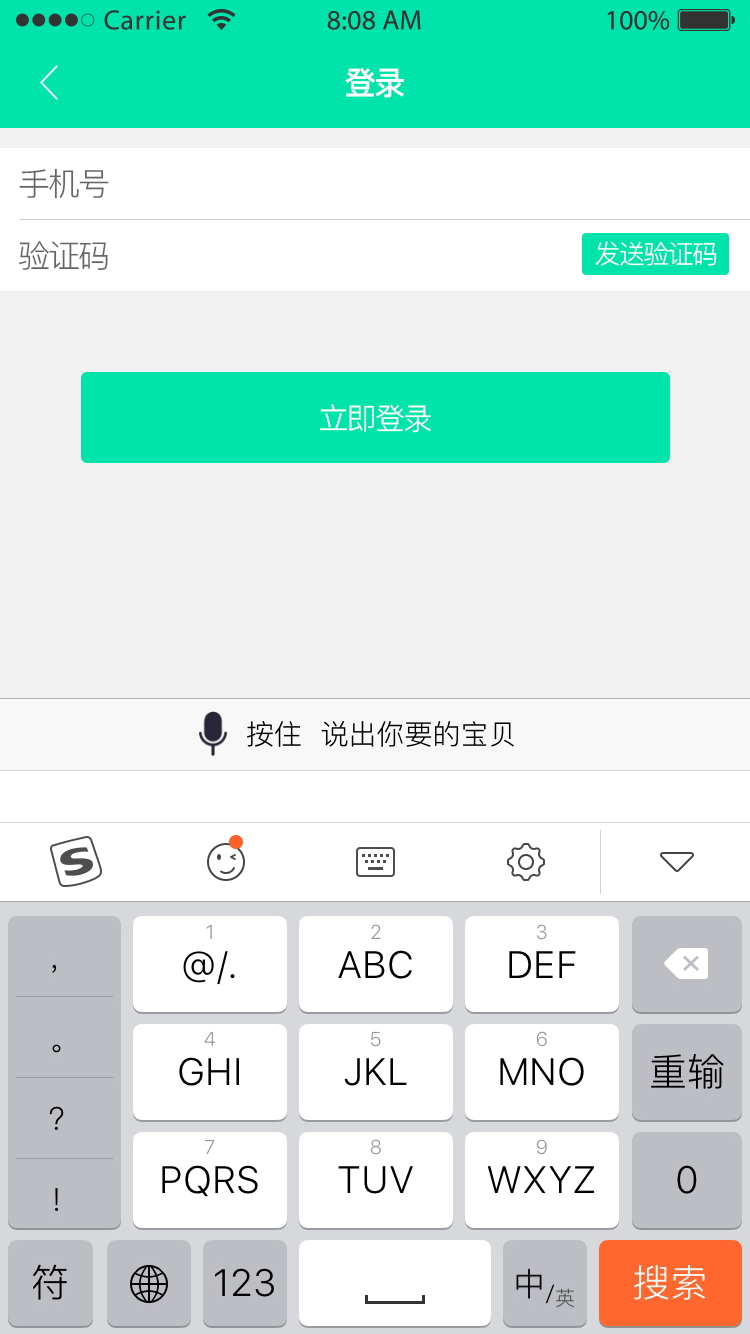 Carrier 8:08 AM 100%
登录
手机号
验证码 发送验证码
立即登录
按住 说出你要的宝贝
S
, 1 2 3
@/. ABC DEF
。 4 5 6
GHI JKL MNO 重输
? 7 8 9
PQRS TUV WXYZ 0
!
符 123 中/英 搜索